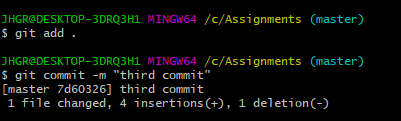 JHGR@DESKTOP-3DRQ3H1 MINGW64 /c/Assignments (master)
$ git add .
JHGR@DESKTOP-3DRQ3H1 MINGW64 /c/Assignments (master)
$ git commit -m "third commit"
[master 7d60326] third commit
 1 file changed, 4 insertions(+), 1 deletion(-)